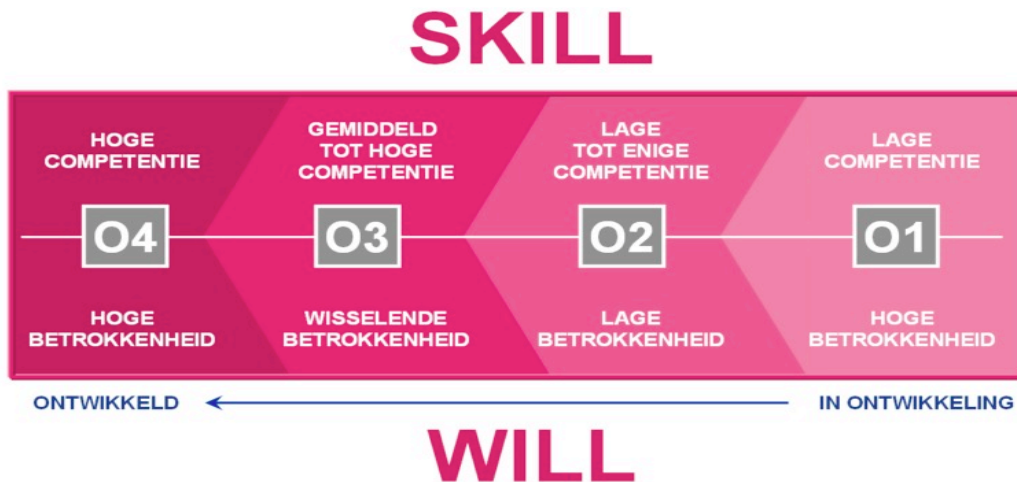 SKILL
HOGE
COMPETENTIE
GEMIDDELD
TOT HOGE
COMPETENTIE
LAGE
TOT ENIGE
COMPETENTIE
LAGE
COMPETENTIE
O4
O3
O2
O1
HOGE
BETROKKENHEID
WISSELENDE
BETROKKENHEID
LAGE
BETROKKENHEID
HOGE
BETROKKENHEID
ONTWIKKELD
IN ONTWIKKELING
WILL